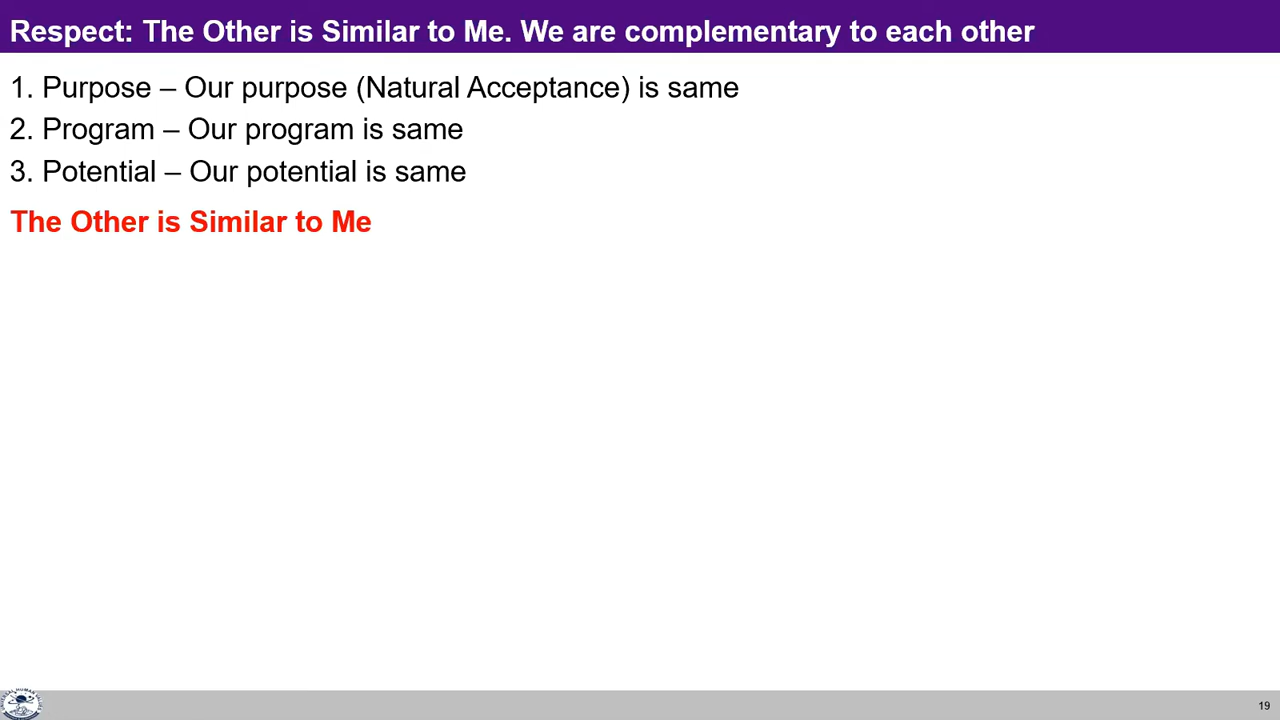 Respect: The Other is Similar to Me. We are complementary to each other
1. Purpose – Our purpose (Natural Acceptance) is same
2. Program – Our program is same
3. Potential – Our potential is same
The Other is Similar to Me
19